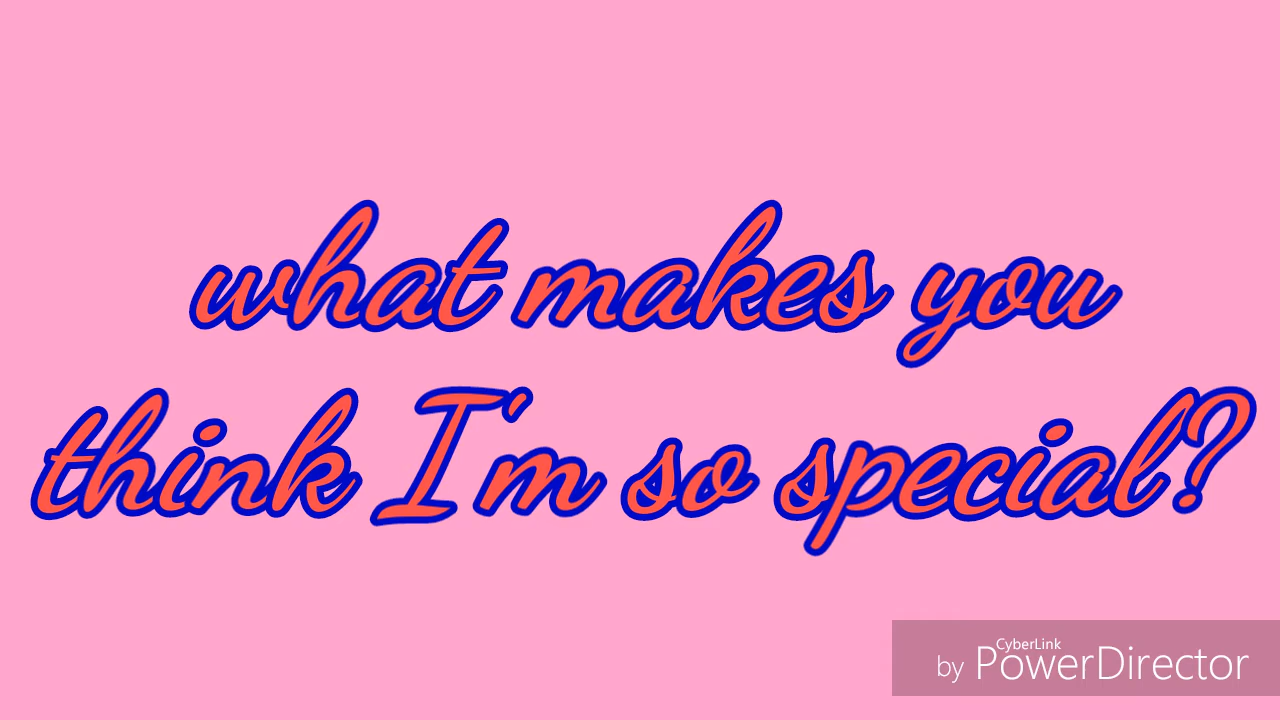 what makes you
think I'm so special?
CyberLink
by PowerDirector